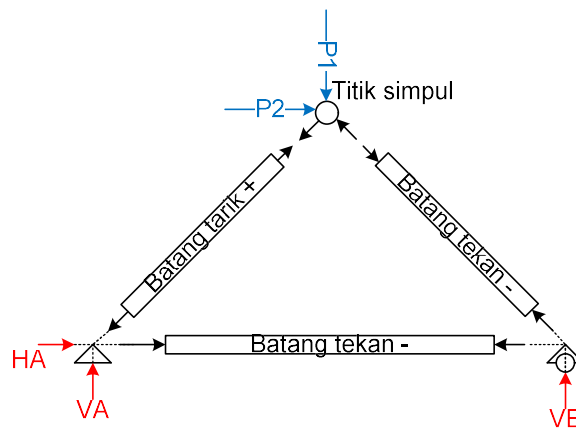 P1
Titik simpul
P2
Batang tarik +
Batang tekan -
Batang tekan -
HA
VA
VB